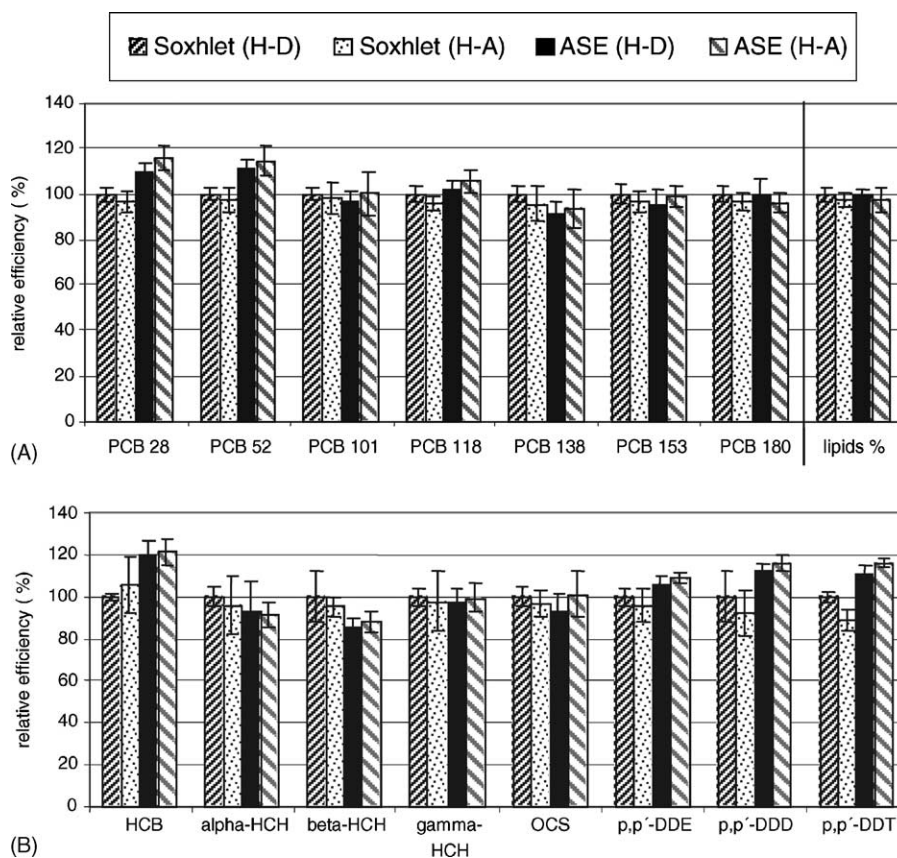 Soxhlet (H-D) Soxhlet (H-A) ASE (H-D) ASE (H-A)
relative efficiency ( %)
140
120
100
80
60
40
20
0
PCB 28 PCB 52 PCB 101 PCB 118 PCB 138 PCB 153 PCB 180 lipids %
(A)
relative efficiency ( %)
140
120
100
80
60
40
20
0
HCB alpha-HCH beta-HCH gamma- OCS p,p´-DDE p,p´-DDD p,p´-DDT
HCH
(B)